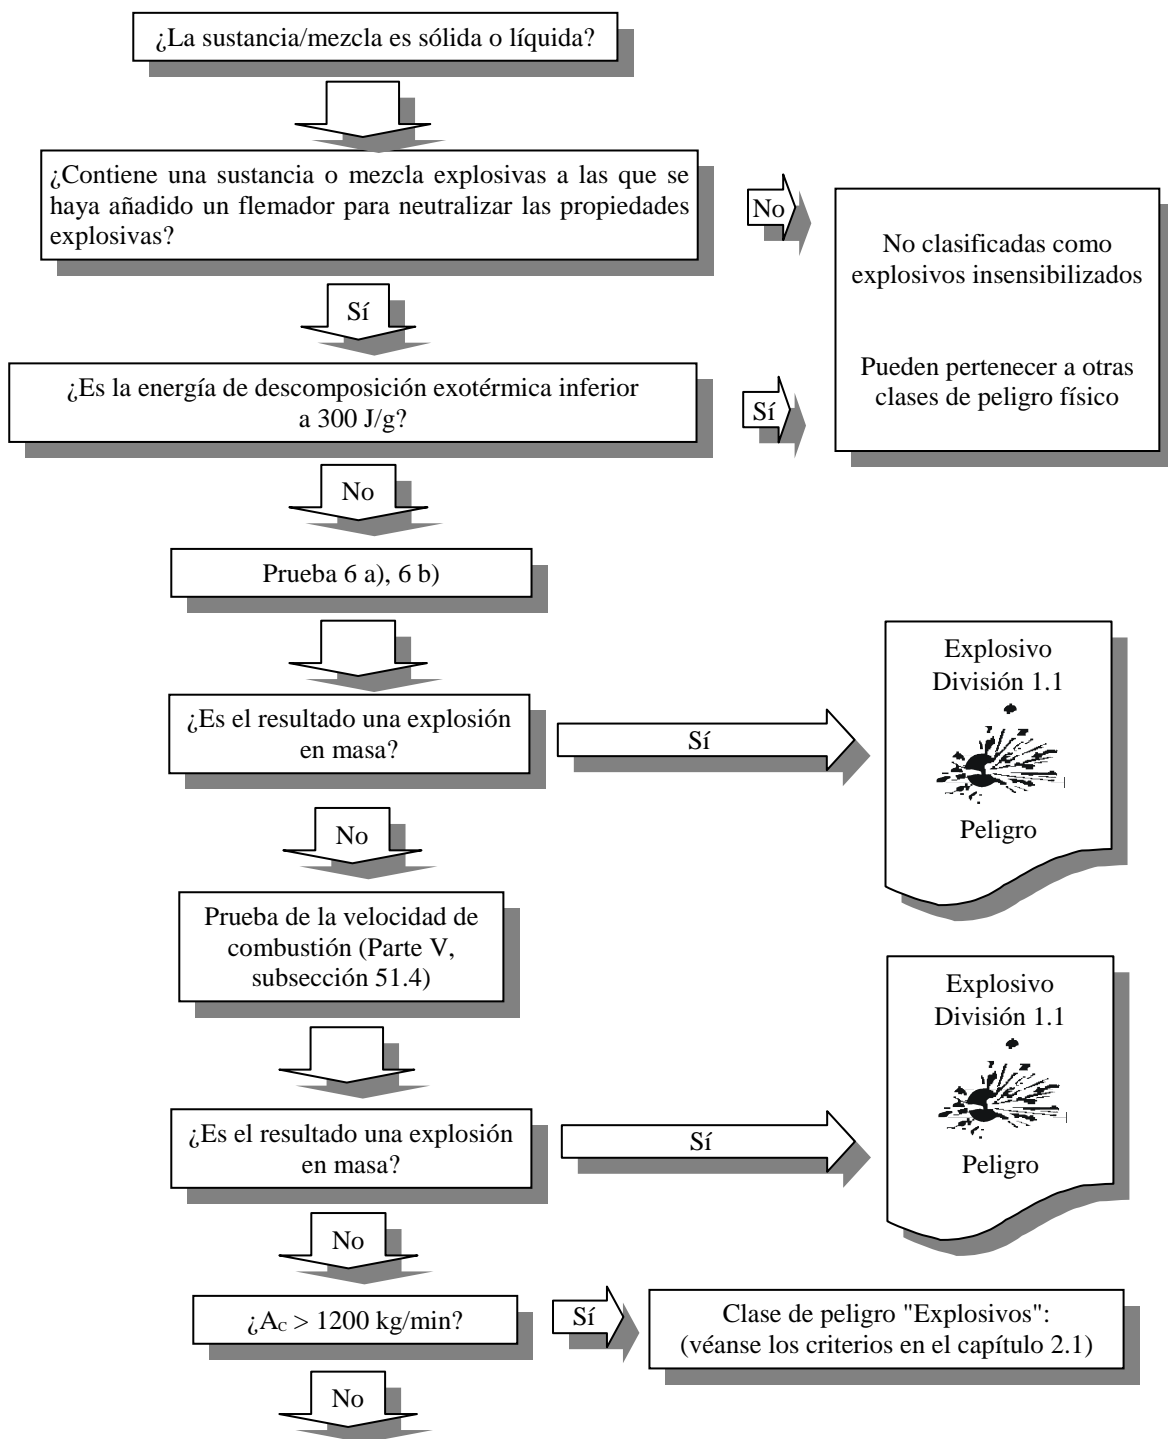 ¿La sustancia/mezcla es sólida o líquida?
¿Contiene una sustancia o mezcla explosivas a las que se
haya añadido un flemador para neutralizar las propiedades
explosivas?
No
No clasificadas como
explosivos insensibilizados
Pueden pertenecer a otras
clases de peligro físico
Sí
¿Es la energía de descomposición exotérmica inferior
a 300 J/g?
Sí
No
Prueba 6 a), 6 b)
¿Es el resultado una explosión
en masa?
Sí
Explosivo
División 1.1
Peligro
No
Prueba de la velocidad de
combustión (Parte V,
subsección 51.4)
¿Es el resultado una explosión
en masa?
Sí
Explosivo
División 1.1
Peligro
No
¿AC > 1200 kg/min?
Sí
Clase de peligro "Explosivos":
(véanse los criterios en el capítulo 2.1)
No